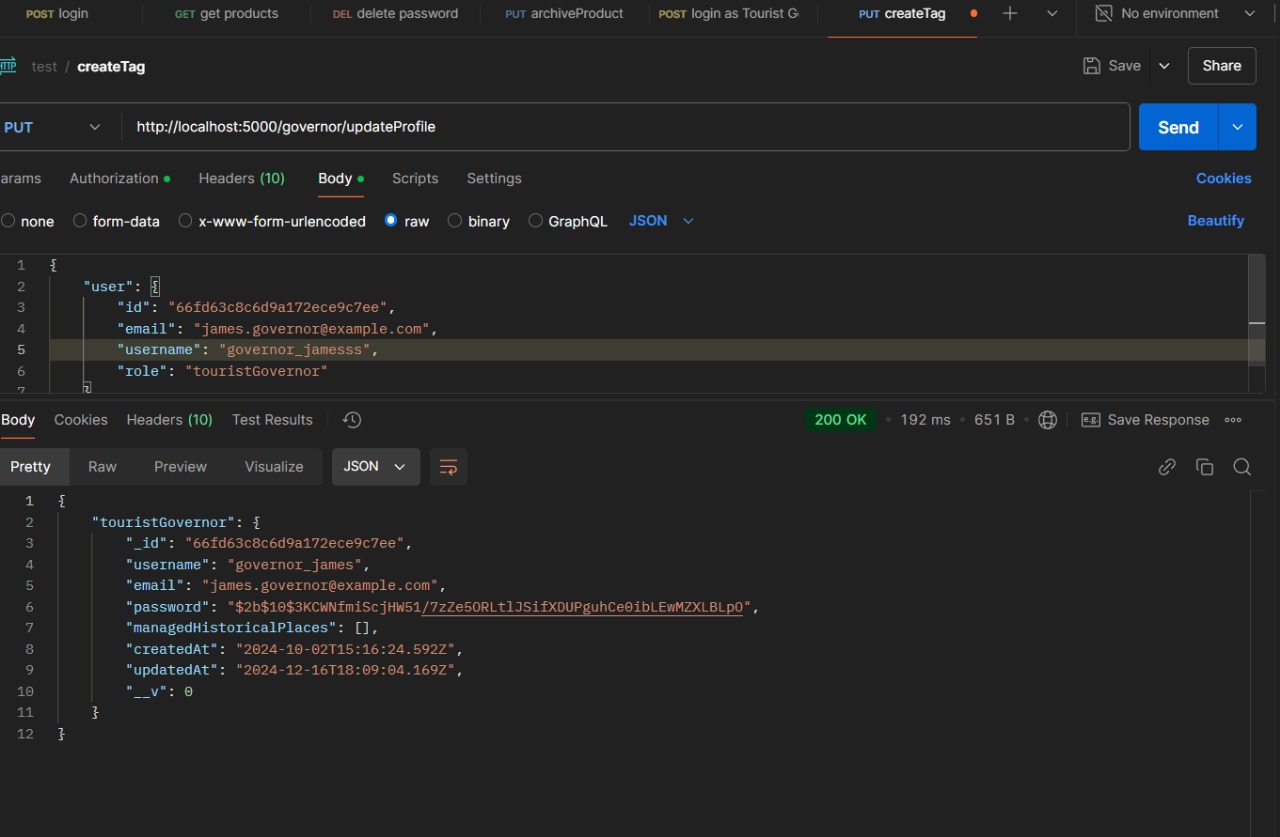 POST login GET get products DEL delete password PUT archiveProduct POST login as Tourist G PUT createTag No environment
HTTP test / createTag Save Share
PUT http://localhost:5000/governor/updateProfile Send
arams Authorization Headers (10) Body Scripts Settings Cookies
none form-data x-www-form-urlencoded raw binary GraphQL JSON Beautify
1 {
2 "user": {
3 "id": "66fd63c8c6d9a172ece9c7ee",
4 "email": "james.governor@example.com",
5 "username": "governor_jamesss",
6 "role": "touristGovernor"
7 }
Body Cookies Headers (10) Test Results 200 OK 192 ms 651 B e.g. Save Response
Pretty Raw Preview Visualize JSON
1 {
2 "touristGovernor": {
3 "_id": "66fd63c8c6d9a172ece9c7ee",
4 "username": "governor_james",
5 "email": "james.governor@example.com",
6 "password": "$2b$10$3KCWNfmiScjHW51/7zZe5ORLtlJSifXDUPguhCe0ibLEwMZXLBLpO",
7 "managedHistoricalPlaces": [],
8 "createdAt": "2024-10-02T15:16:24.592Z",
9 "updatedAt": "2024-12-16T18:09:04.169Z",
10 "__v": 0
11 }
12 }